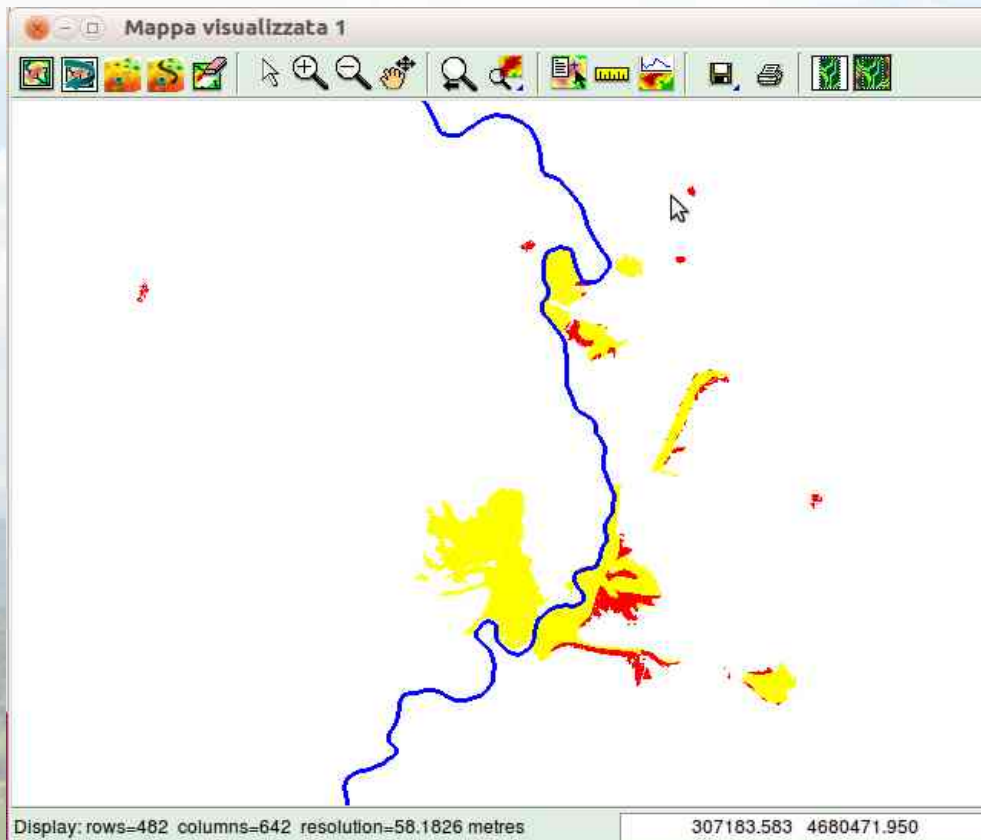 Mappa visualizzata 1
Display: rows=482 columns=642 resolution=58.1826 metres
307183.583 4680471.950